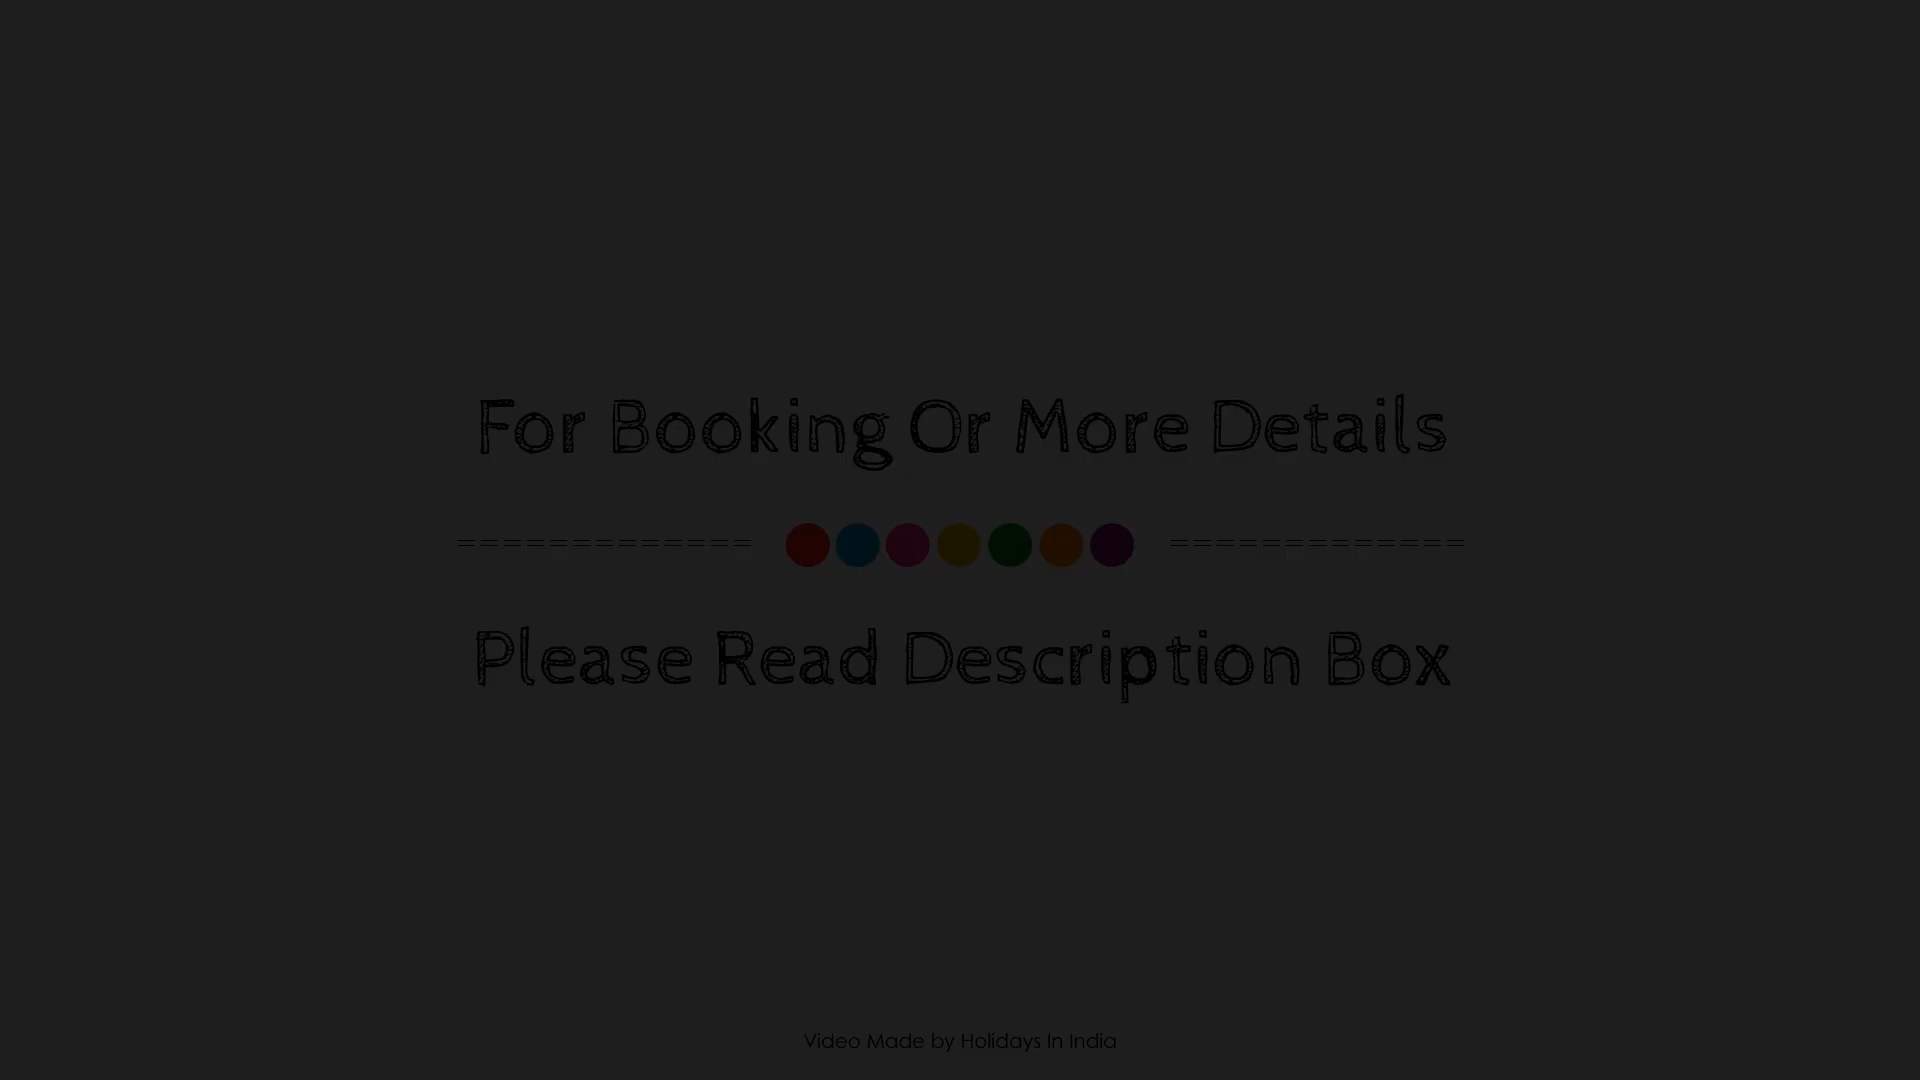 For Booking Or More Details
============= =============
Please Read Description Box
Video Made by Holidays In India